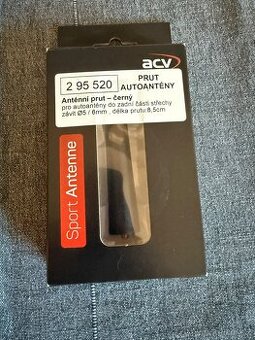 acv
2 95 520
PRUT
AUTOANTÉNY
Anténní prut – černý
pro autoantény do zadní části střechy
závit Ø5 / 6mm , délka prutu 8,5cm
Sport Antenne